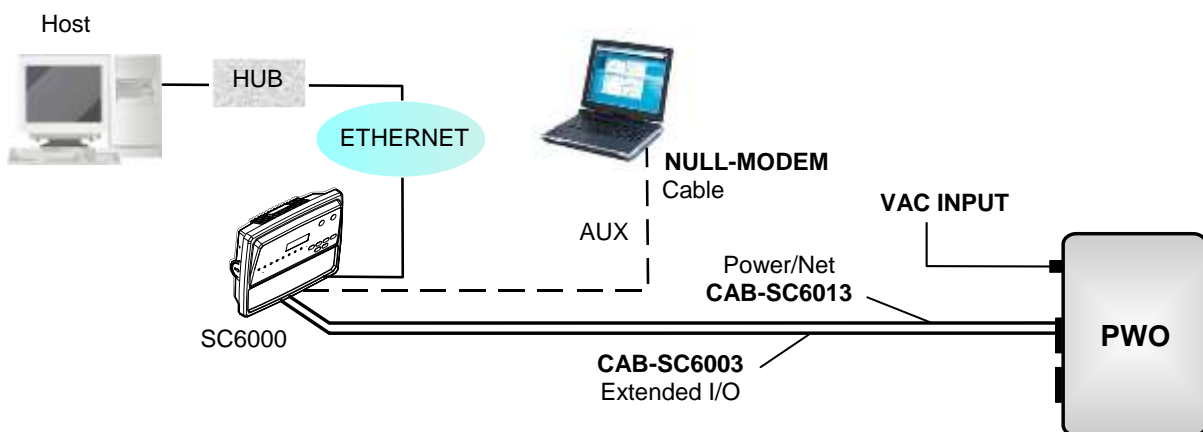 Host
HUB
ETHERNET
NULL-MODEM
Cable
AUX
VAC INPUT
Power/Net
CAB-SC6013
SC6000
PWO
CAB-SC6003
Extended I/O